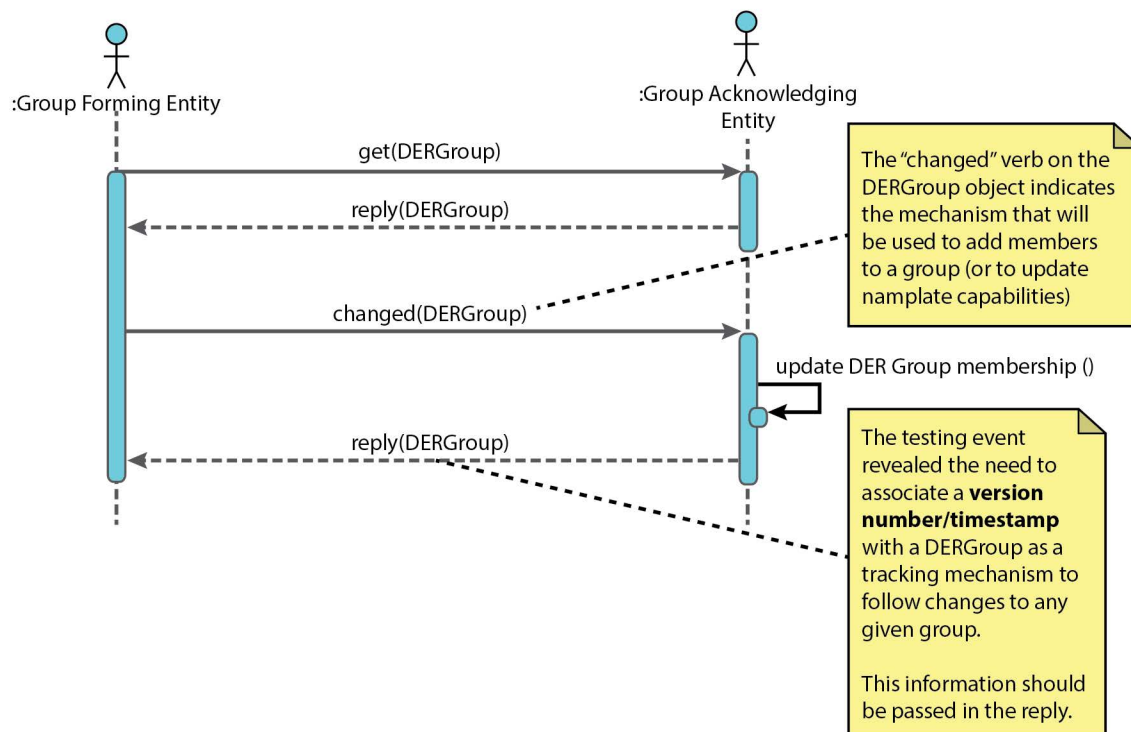 :Group Forming Entity
:Group Acknowledging
Entity
get(DERGroup)
reply(DERGroup)
changed(DERGroup)
The “changed” verb on the
DERGroup object indicates
the mechanism that will
be used to add members
to a group (or to update
namplate capabilities)
update DER Group membership ()
reply(DERGroup)
The testing event
revealed the need to
associate a version
number/timestamp
with a DERGroup as a
tracking mechanism to
follow changes to any
given group.
This information should
be passed in the reply.